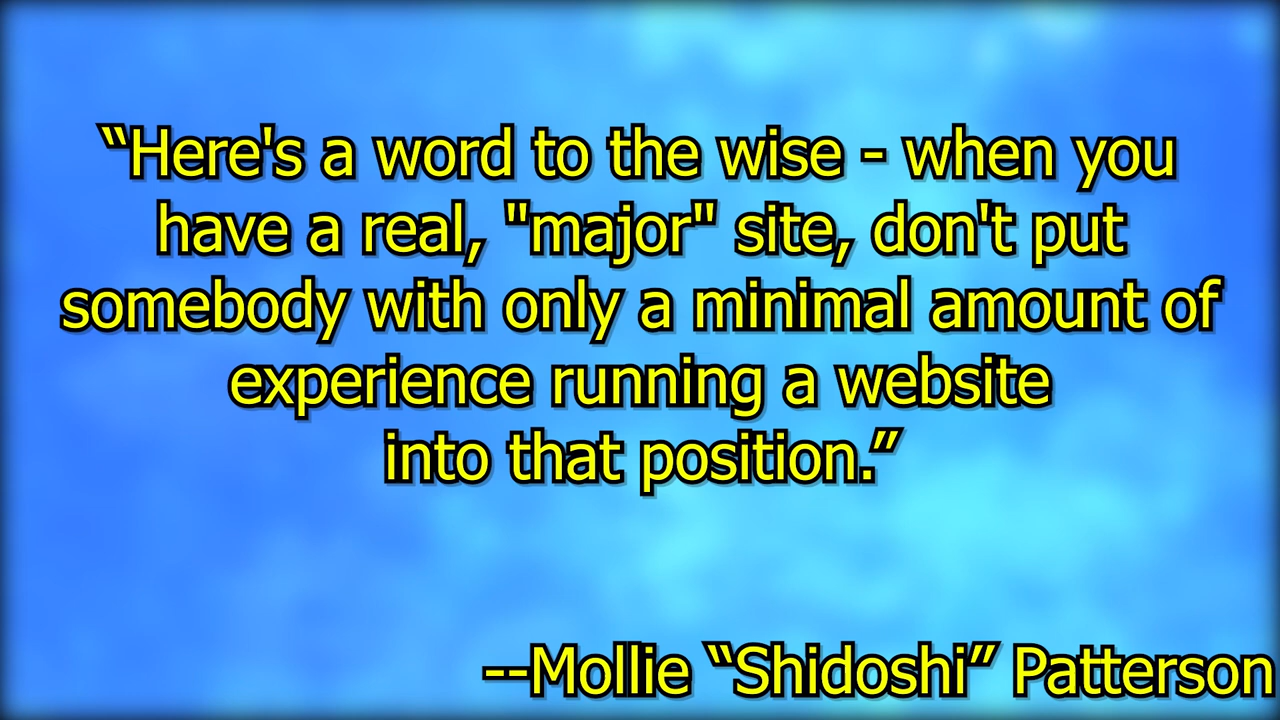 “Here's a word to the wise - when you
have a real, "major" site, don't put
somebody with only a minimal amount of
experience running a website
into that position.”
--Mollie “Shidoshi” Patterson